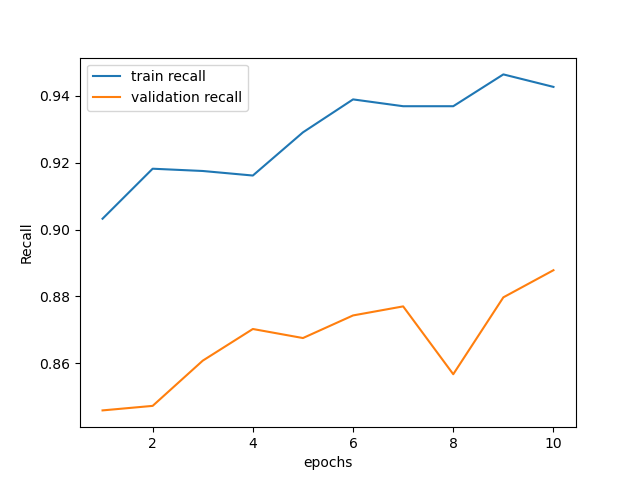 train recall
validation recall
0.94
0.92
0.90
0.88
0.86
Recall
2 4 6 8 10
epochs